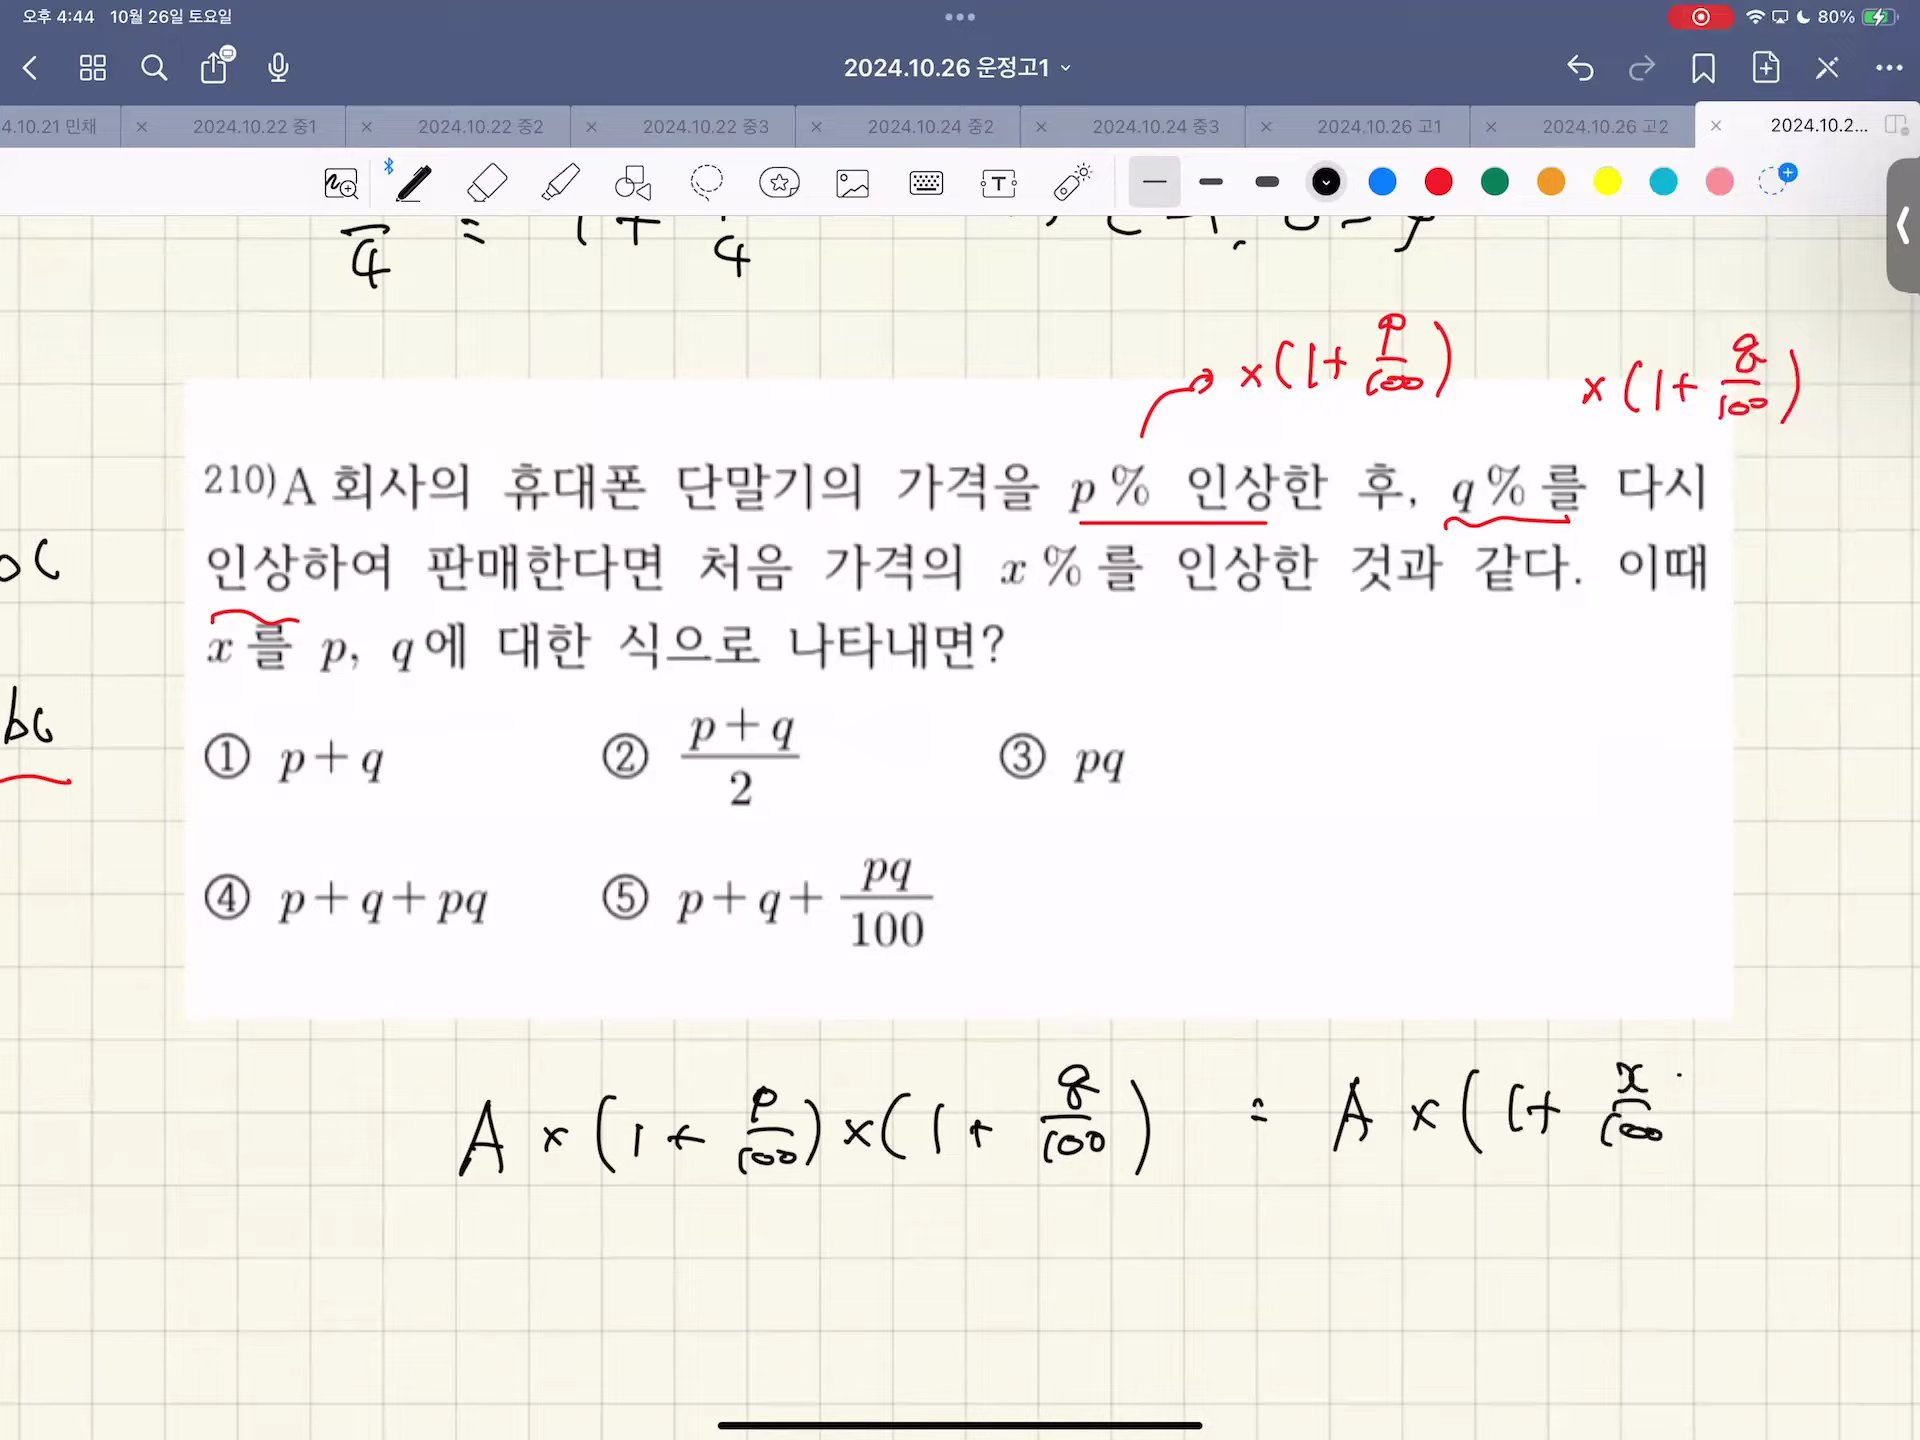 오후 4:44 10월 26일 토요일
80%
2024.10.26 운정고1
4.10.21 민채
2024.10.22 중1
2024.10.22 중2
2024.10.22 중3
2024.10.24 중2
2024.10.24 중3
2024.10.26 고1
2024.10.26 고2
2024.10.2...
×(1+ p/100)
×(1+ q/100)
210) A 회사의 휴대폰 단말기의 가격을 p % 인상한 후, q % 를 다시
인상하여 판매한다면 처음 가격의 x % 를 인상한 것과 같다. 이때
x 를 p, q 에 대한 식으로 나타내면?
① p+q ② (p+q)/2 ③ pq
④ p+q+pq ⑤ p+q+ pq/100
bc
A × (1 + p/100) × (1 + q/100) = A × (1+ x/100